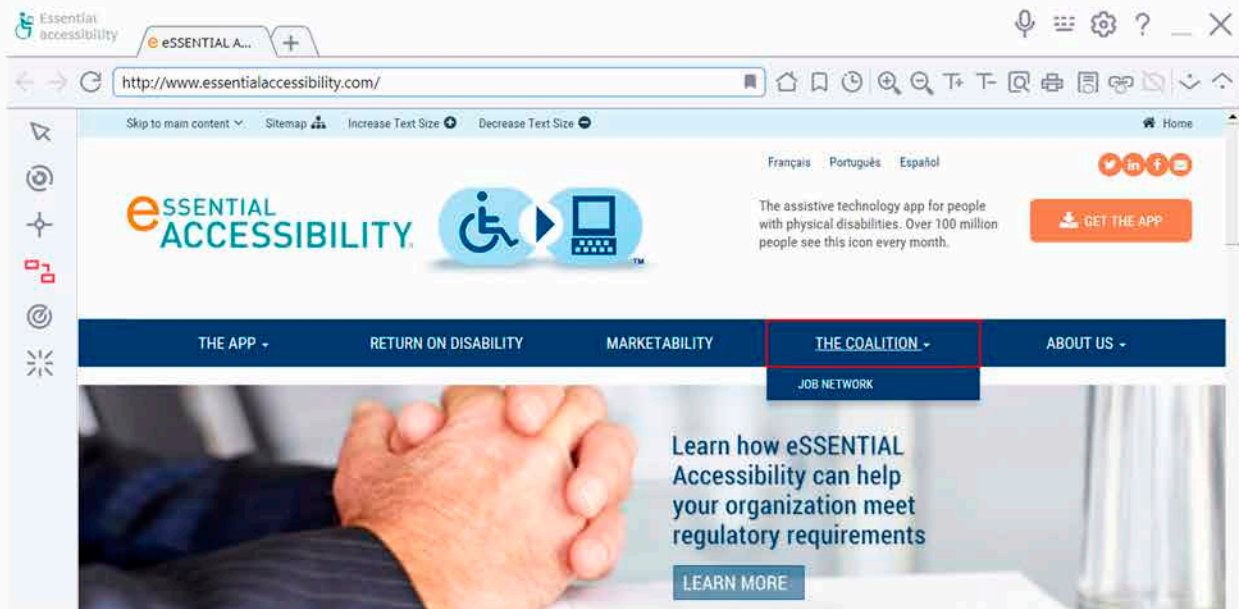 Essential
accessibility
eSSENTIAL A...
http://www.essentialaccessibility.com/
T+ T-
Skip to main content Sitemap Increase Text Size Decrease Text Size Home
Français Português Español
eSSENTIAL
ACCESSIBILITY.
TM
The assistive technology app for people
with physical disabilities. Over 100 million
people see this icon every month.
GET THE APP
THE APP RETURN ON DISABILITY MARKETABILITY THE COALITION ABOUT US
JOB NETWORK
Learn how eSSENTIAL
Accessibility can help
your organization meet
regulatory requirements
LEARN MORE